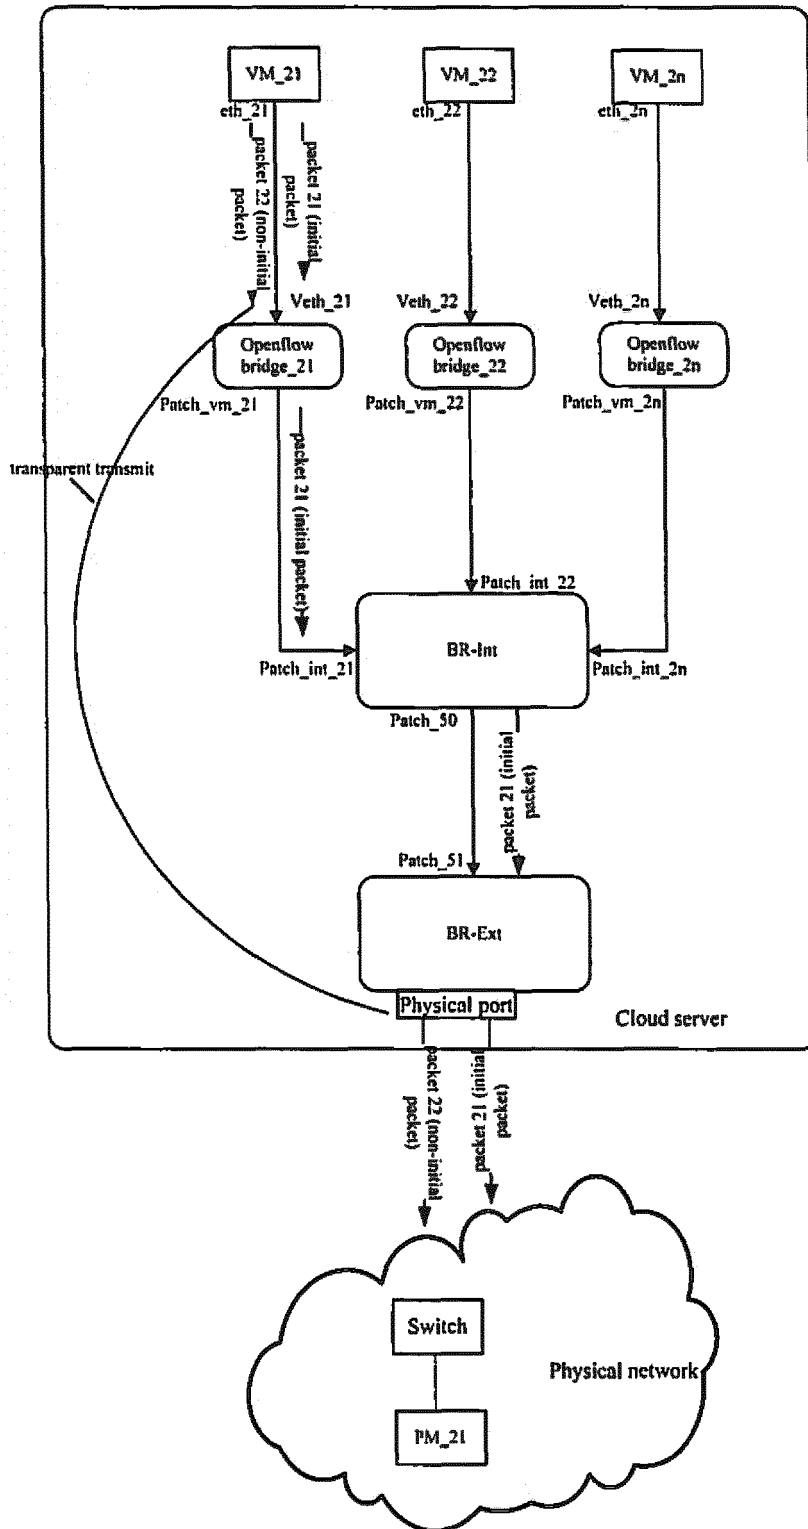 VM_21
VM_22
VM_2n
eth_21
eth_22
eth_2n
packet 22 (non-initial
packet)
packet 21 (initial
packet)
Veth_21
Veth_22
Veth_2n
Openflow
bridge_21
Openflow
bridge_22
Openflow
bridge_2n
Patch_vm_21
Patch_vm_22
Patch_vm_2n
packet 21 (initial packet)
transparent transmit
Patch_int_22
BR-Int
Patch_int_21
Patch_int_2n
Patch_50
packet 21 (initial
packet)
Patch_51
BR-Ext
Physical port
Cloud server
packet 22 (non-initial
packet)
packet 21 (initial
packet)
Switch
Physical network
PM_21